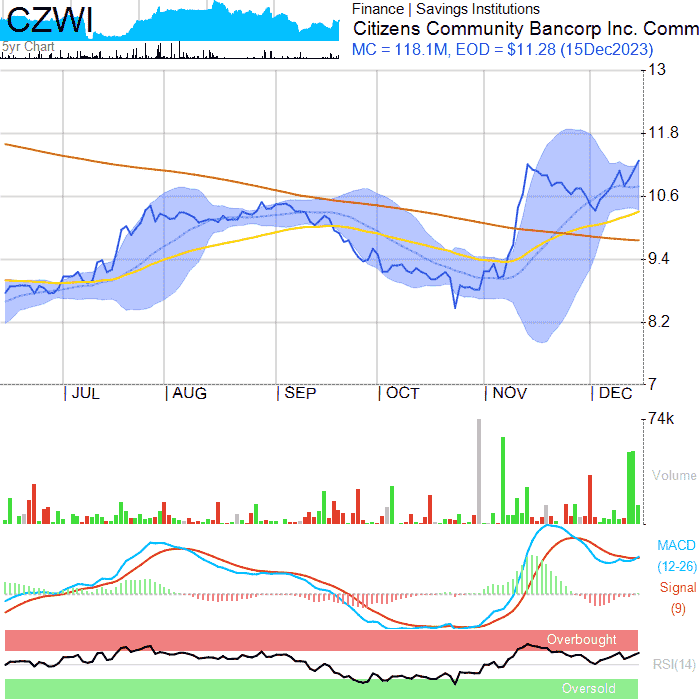 CZWI
5yr Chart
Finance | Savings Institutions
Citizens Community Bancorp Inc. Comm
MC = 118.1M, EOD = $11.28 (15Dec2023)
13
11.8
10.6
9.4
8.2
7
JUL
AUG
SEP
OCT
NOV
DEC
74k
Volume
MACD
(12-26)
Signal
(9)
Overbought
RSI(14)
Oversold